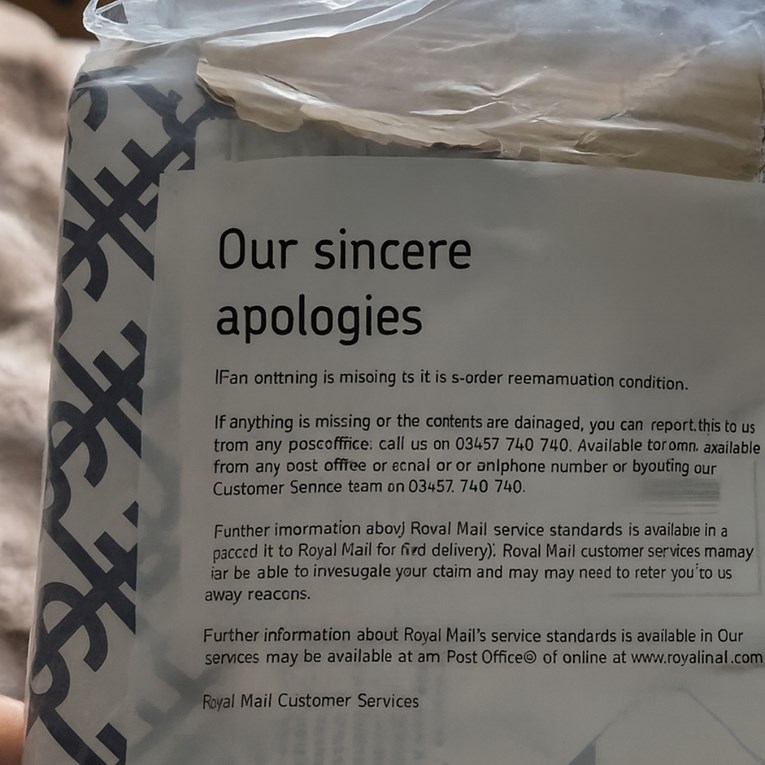 Our sincere
apologies
IFan onttning is misoing ts it is s-order reemamuation condition.
If anything is missing or the contents are dainaged, you can report.this to us
trom any poscoffice: call us on 03457 740 740. Available toromn. axailable
from any oost offtee or ecnal or or anlphone number or byouting our
Customer Sennce team on 03457. 740 740.
Funther imormation abovj Roval Mail service standards is available in a
paccd It to Royal Mail for fird delivery). Roval Mail customer services mamay
iar be able to invesugale your ctaim and may may need to reter you'to us
away reacons.
Further information about Royal Mail's service standards is available in Our
services may be available at am Post Office© of online at www.royalinal.com
Royal Mail Customer Services